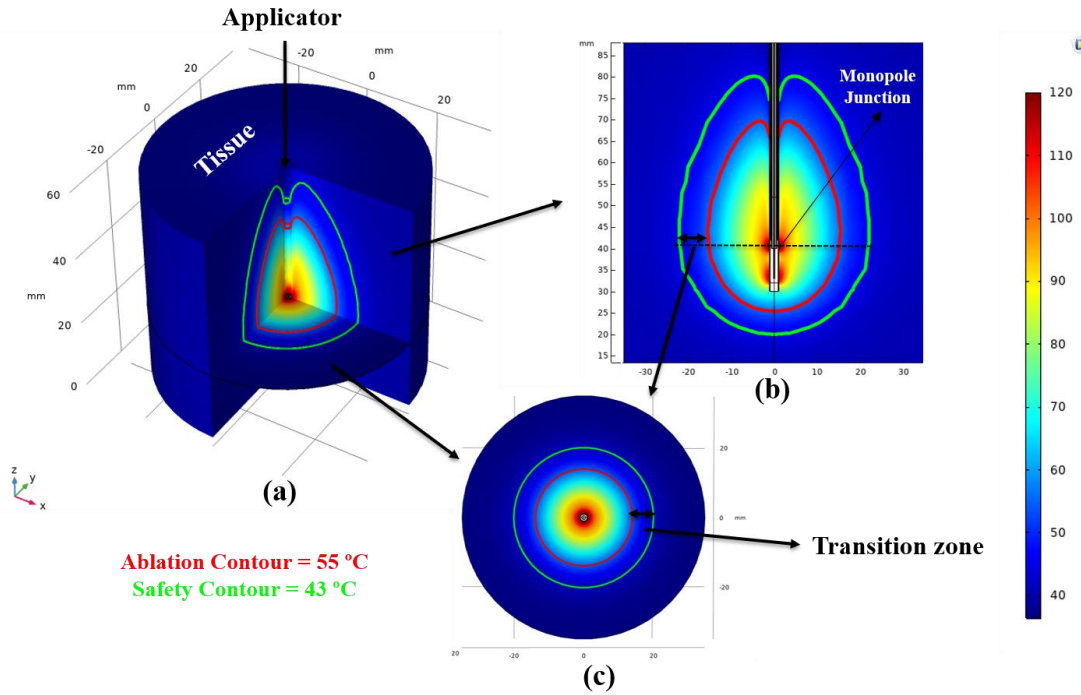 Applicator
mm
-20
0
20
20
mm
0
-20
Tissue
60
40
mm
20
0
z
y
x
(a)
mm
85
80
75
70
65
60
55
50
45
40
35
30
25
20
15
-30
-20
-10
0
10
20
30
Monopole
Junction
(b)
120
110
100
90
80
70
60
50
40
20
0
mm
-20
20
0
20
Transition zone
(c)
Ablation Contour = 55 ºC
Safety Contour = 43 ºC